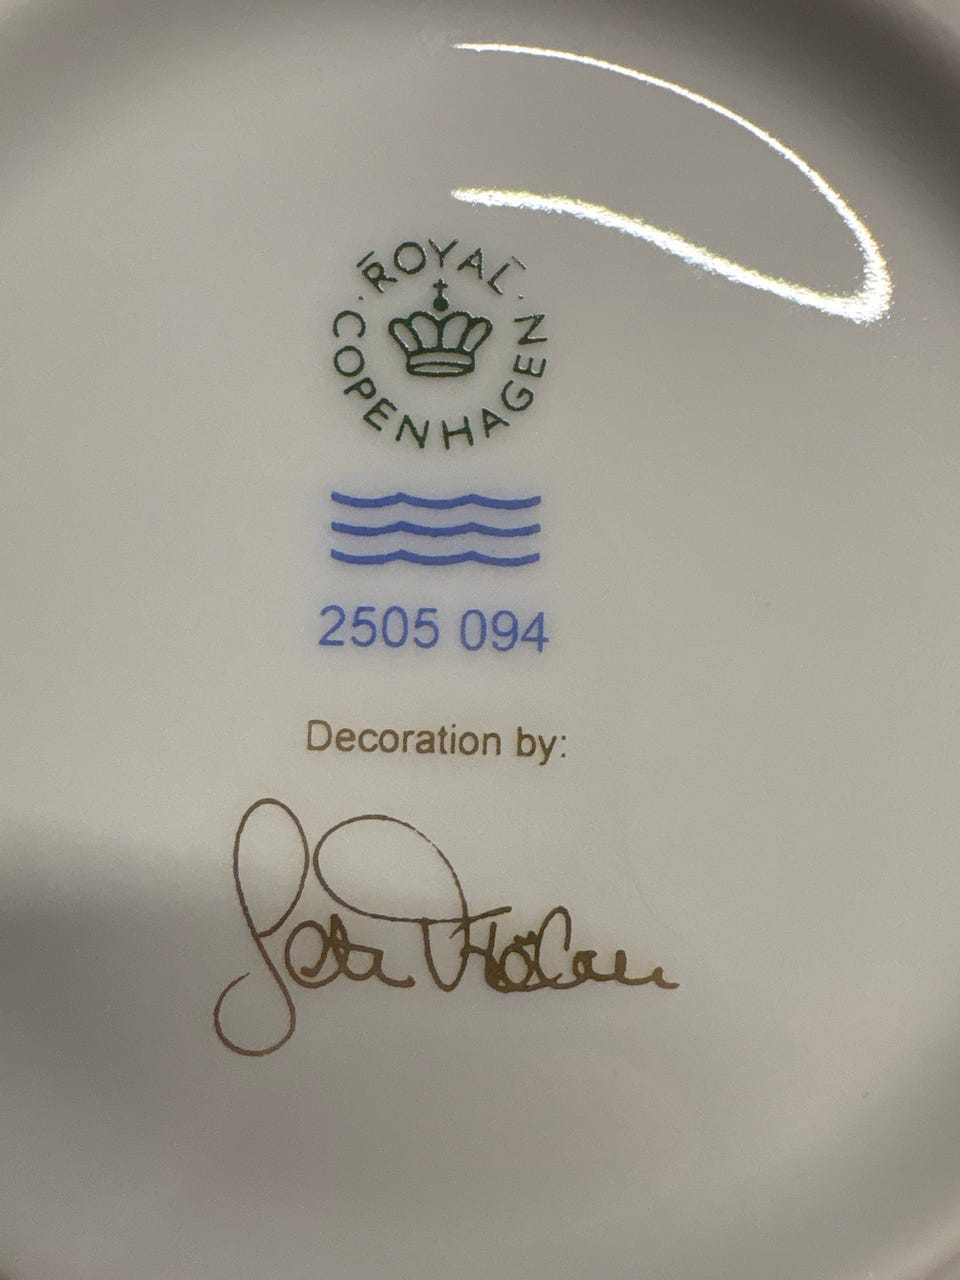 ROYAL COPENHAGEN
2505 094
Decoration by: